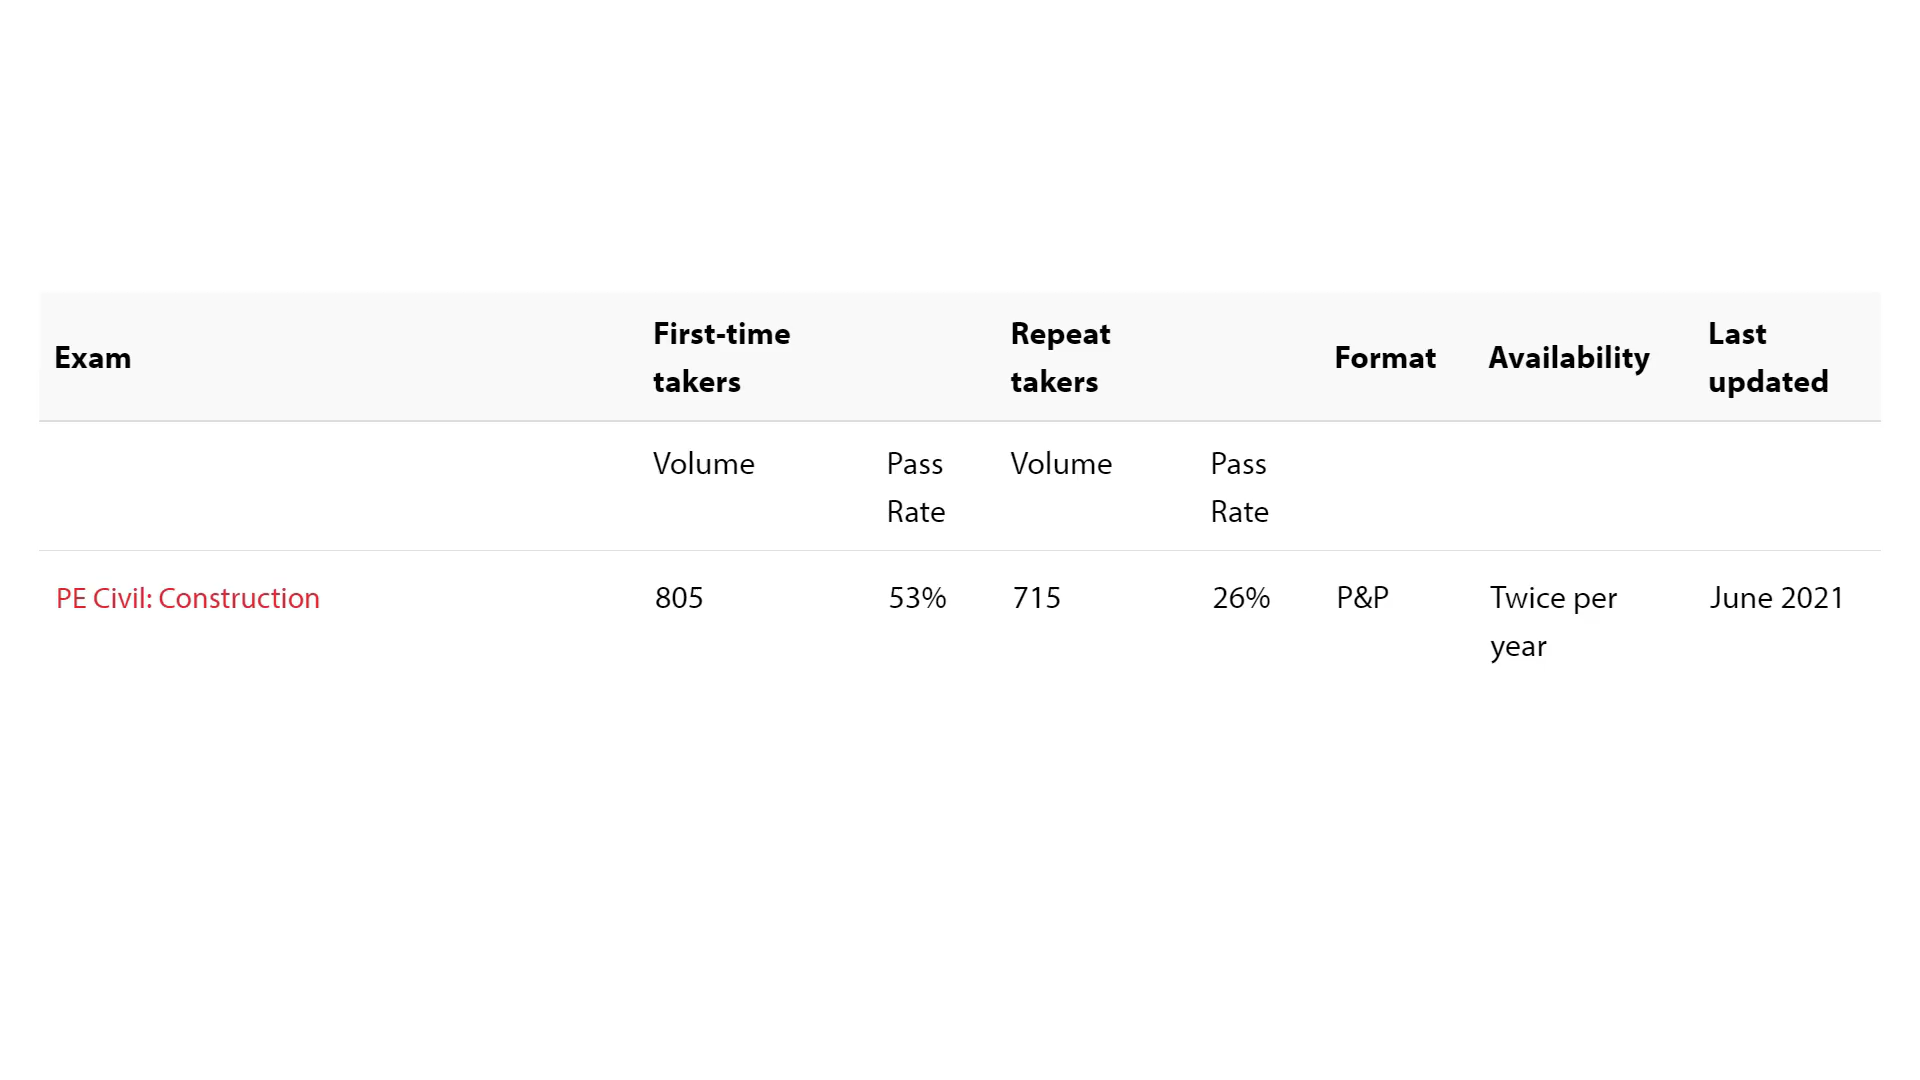 Exam First-time takers Repeat takers Format Availability Last updated
Volume Pass Rate Volume Pass Rate
PE Civil: Construction 805 53% 715 26% P&P Twice per year June 2021